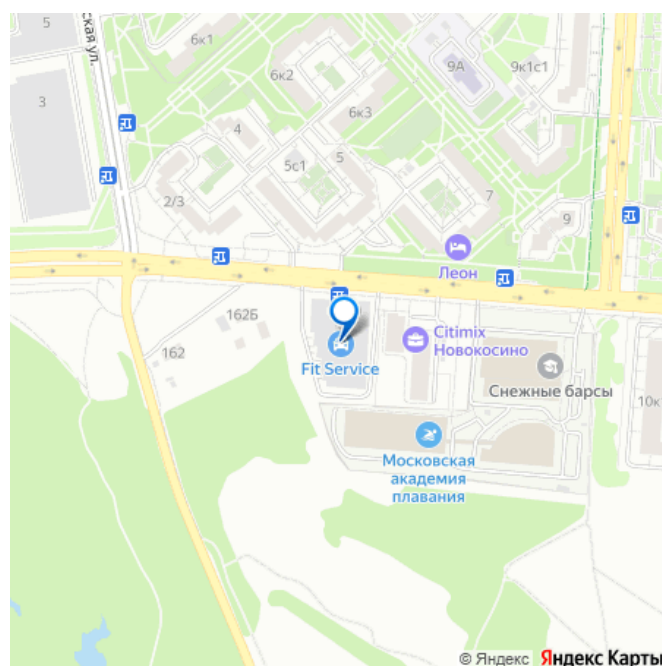 5
ская ул.
6к1
6к2
9А
9к1с1
3
6к3
4
5с1
5
2/3
7
9
Леон
162Б
162
Citimix
Новокосино
Fit Service
Снежные барсы
10к
Московская
академия
плавания
© Яндекс Яндекс Карты